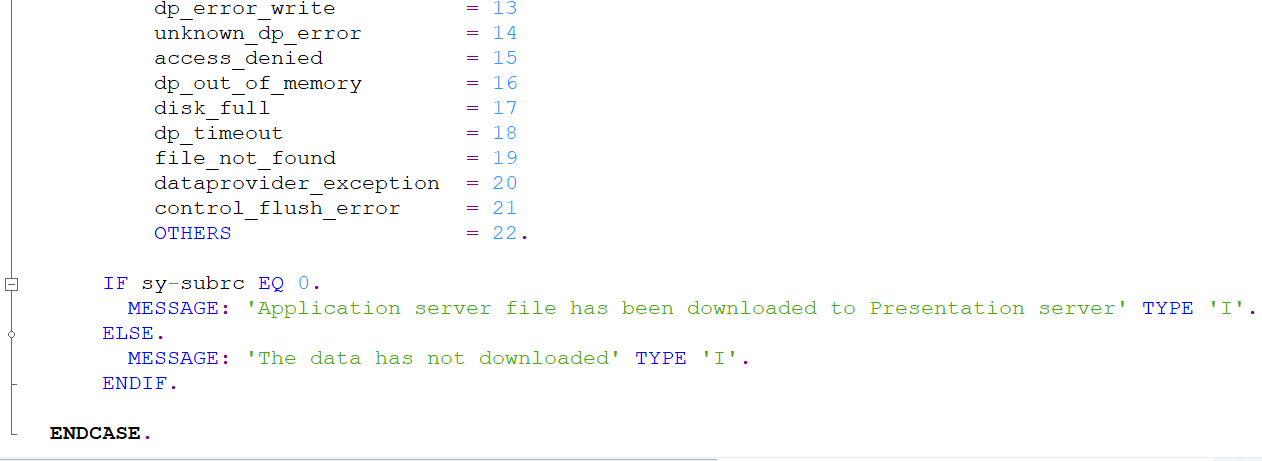 dp_error_write = 13
unknown_dp_error = 14
access_denied = 15
dp_out_of_memory = 16
disk_full = 17
dp_timeout = 18
file_not_found = 19
dataprovider_exception = 20
control_flush_error = 21
OTHERS = 22.
IF sy-subrc EQ 0.
MESSAGE: 'Application server file has been downloaded to Presentation server' TYPE 'I'.
ELSE.
MESSAGE: 'The data has not downloaded' TYPE 'I'.
ENDIF.
ENDCASE.